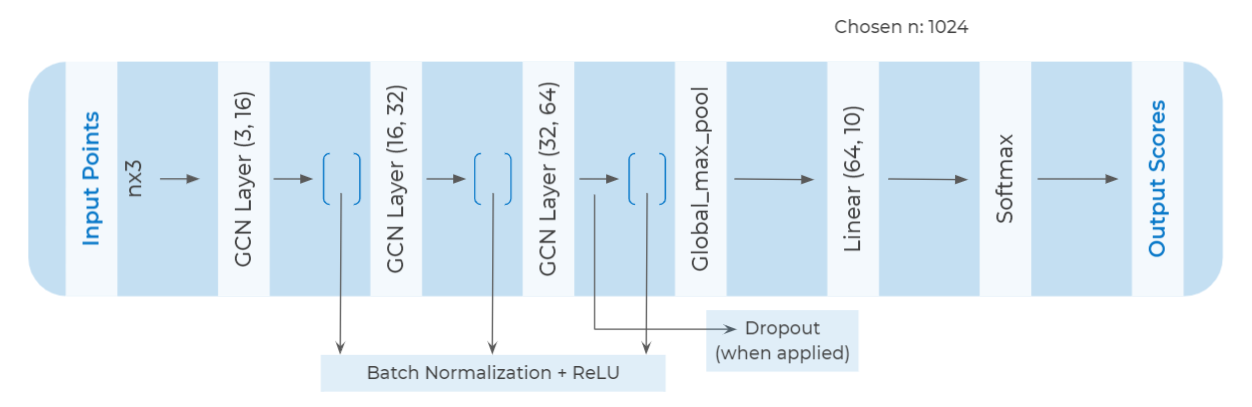 Chosen n: 1024
Input Points
nx3
GCN Layer (3, 16)
GCN Layer (16, 32)
GCN Layer (32, 64)
Global_max_pool
Linear (64, 10)
Softmax
Output Scores
Dropout
(when applied)
Batch Normalization + ReLU